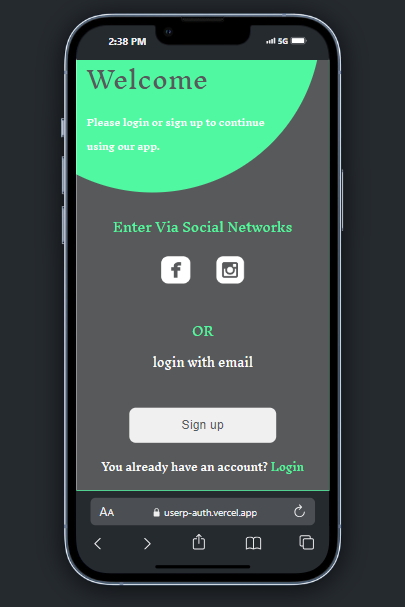 2:38 PM 5G
Welcome
Please login or sign up to continue
using our app.
Enter Via Social Networks
OR
login with email
Sign up
You already have an account? Login
AA userp-auth.vercel.app